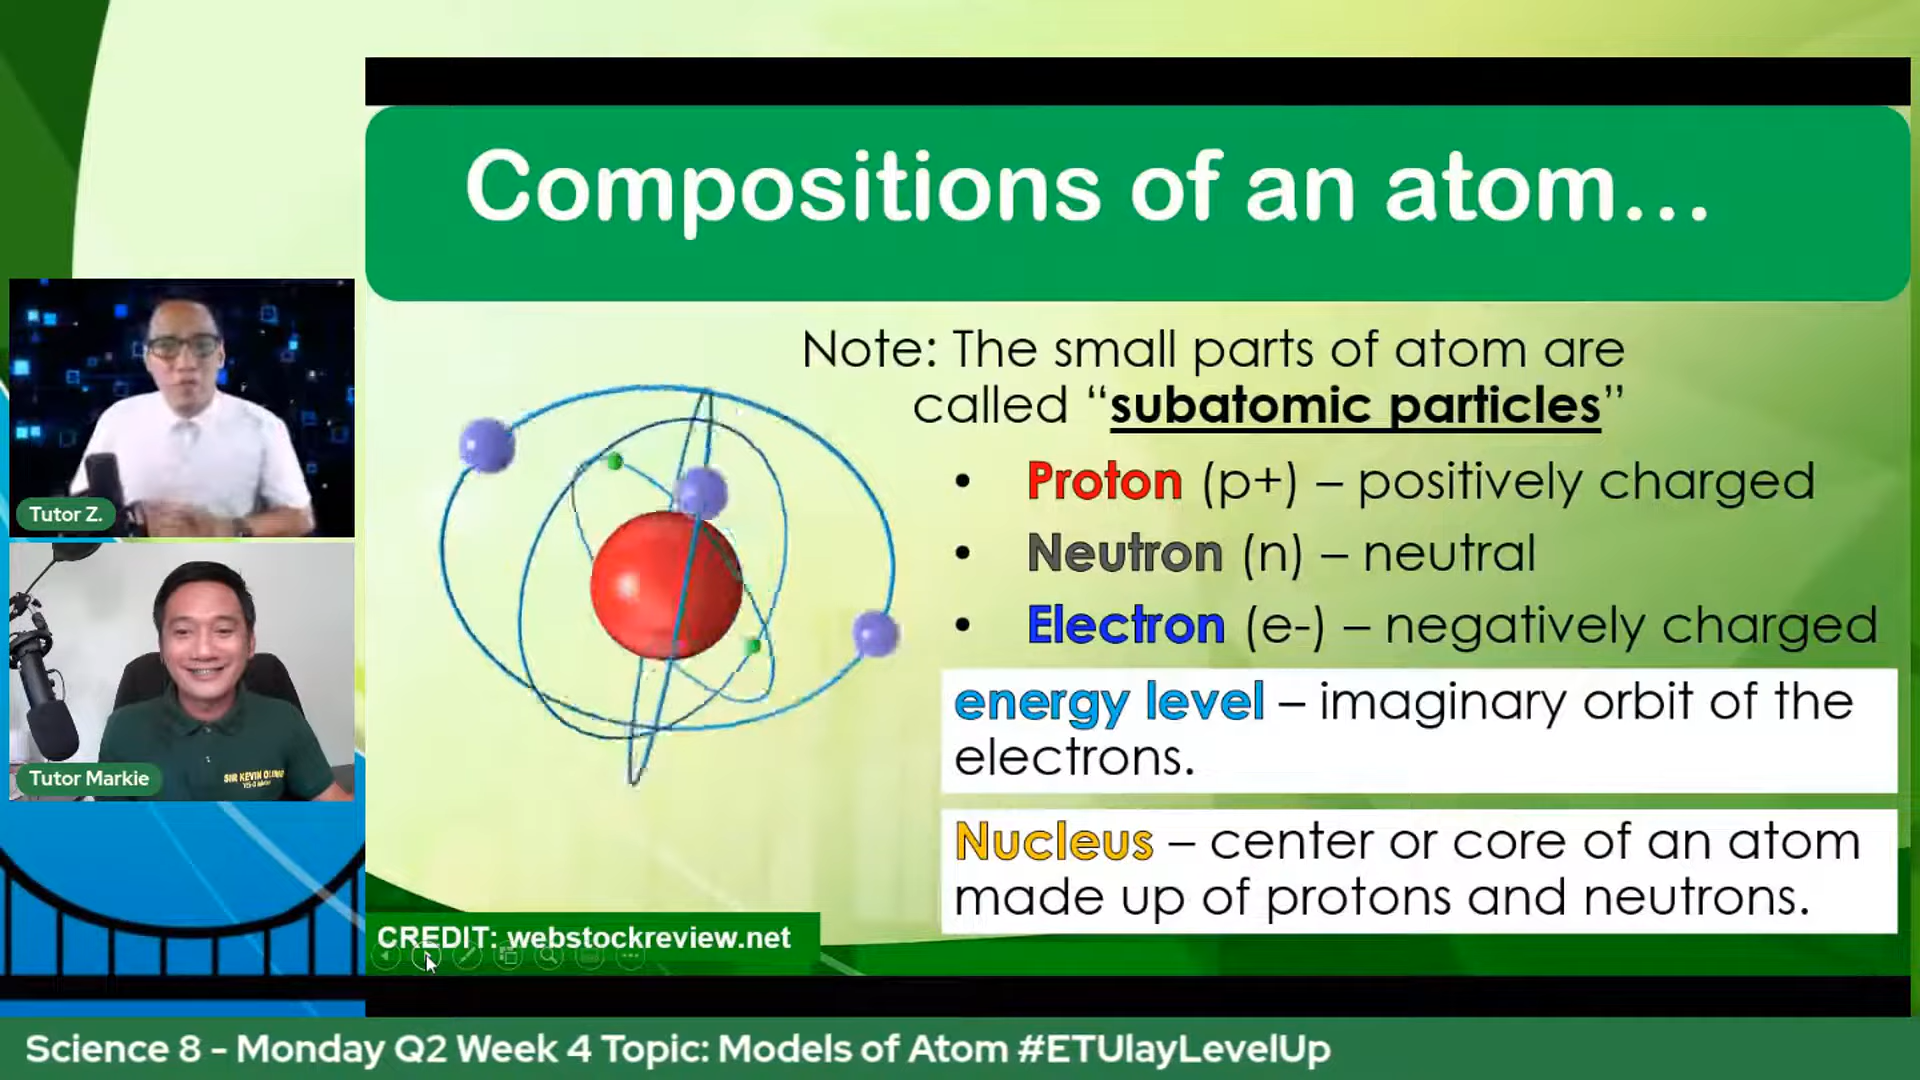 Compositions of an atom...
Note: The small parts of atom are
called “subatomic particles”
• Proton (p+) – positively charged
• Neutron (n) – neutral
• Electron (e-) – negatively charged
energy level – imaginary orbit of the
electrons.
Nucleus – center or core of an atom
made up of protons and neutrons.
CREDIT: webstockreview.net
Tutor Z.
SIR KEVIN
Tutor Markie
Science 8 - Monday Q2 Week 4 Topic: Models of Atom #ETUlayLevelUp